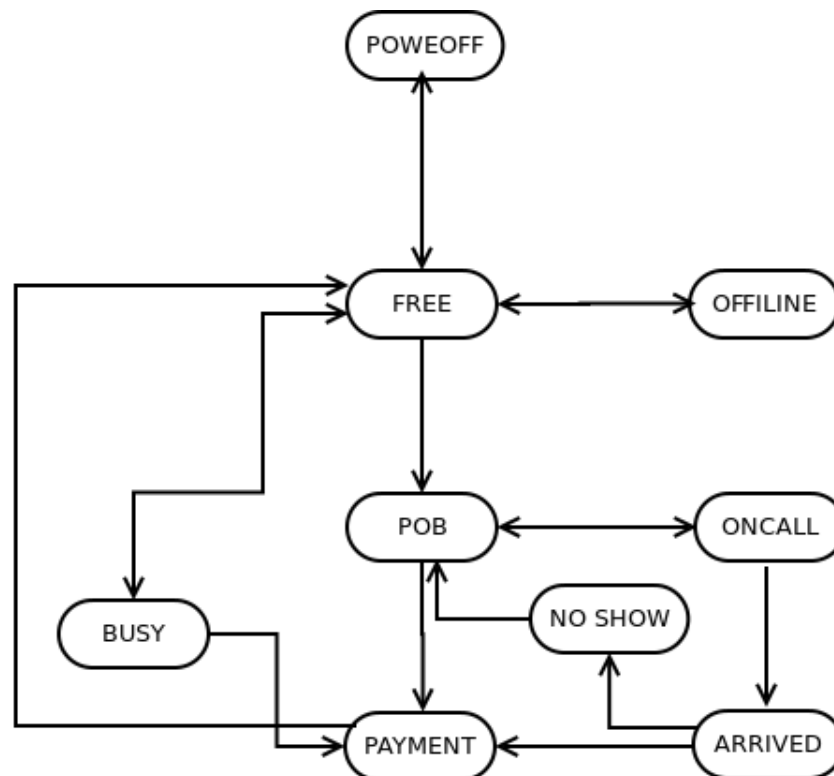 POWEOFF
FREE
OFFILINE
POB
ONCALL
NO SHOW
BUSY
PAYMENT
ARRIVED